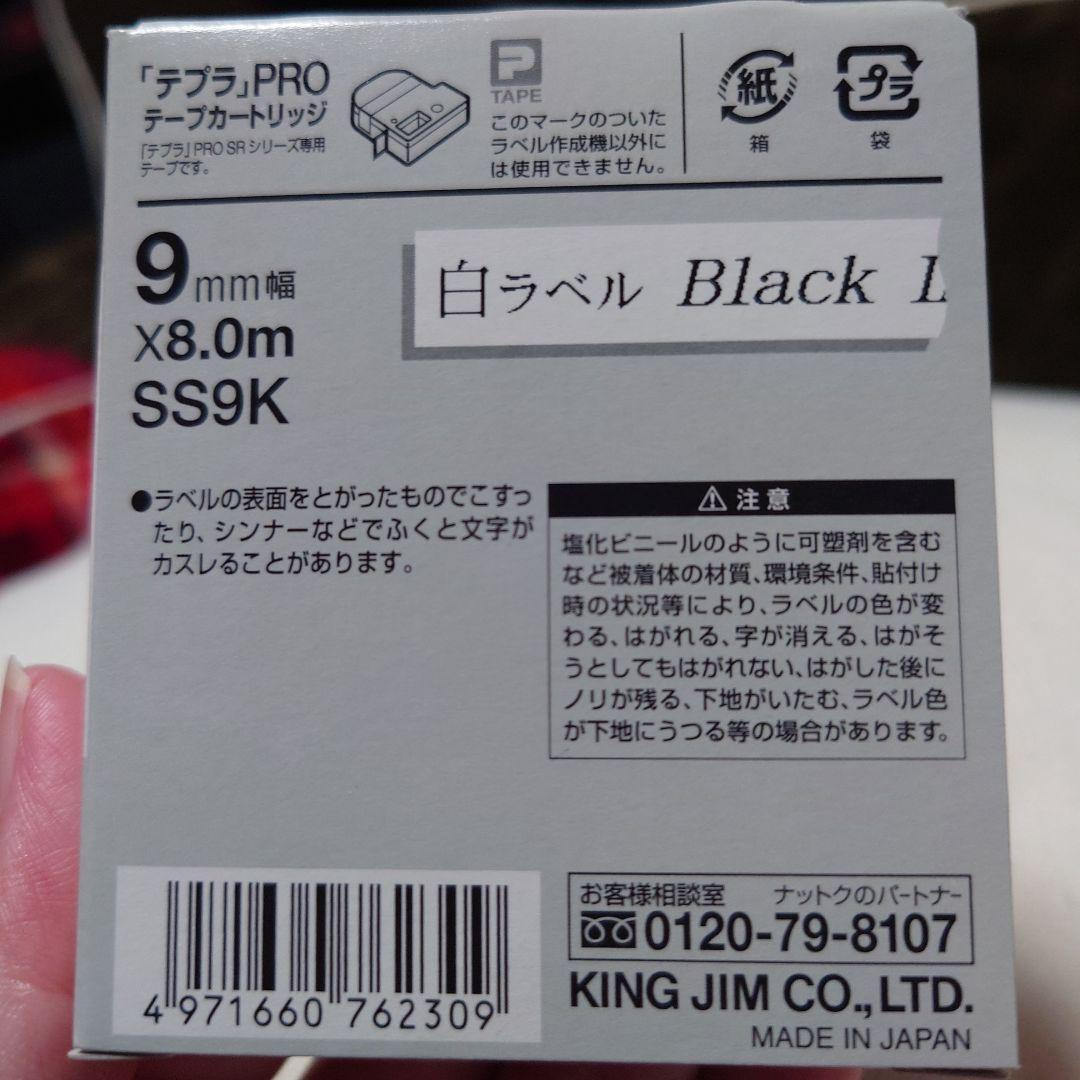 「テプラ」PRO
テープカートリッジ
「テプラ」PRO SRシリーズ専用
テープです。
P
TAPE
このマークのついた
ラベル作成機以外に
は使用できません。
紙
箱
プラ
袋
9mm幅
X8.0m
SS9K
白ラベル Black L
●ラベルの表面をとがったものでこすっ
たり、シンナーなどでふくと文字が
カスレることがあります。
⚠注意
塩化ビニールのように可塑剤を含む
など被着体の材質、環境条件、貼付け
時の状況等により、ラベルの色が変
わる、はがれる、字が消える、はがそ
うとしてもはがれない、はがした後に
ノリが残る、下地がいたむ、ラベル色
が下地にうつる等の場合があります。
4 971660 762309
お客様相談室 ナットクのパートナー
0120-79-8107
KING JIM CO.,LTD.
MADE IN JAPAN